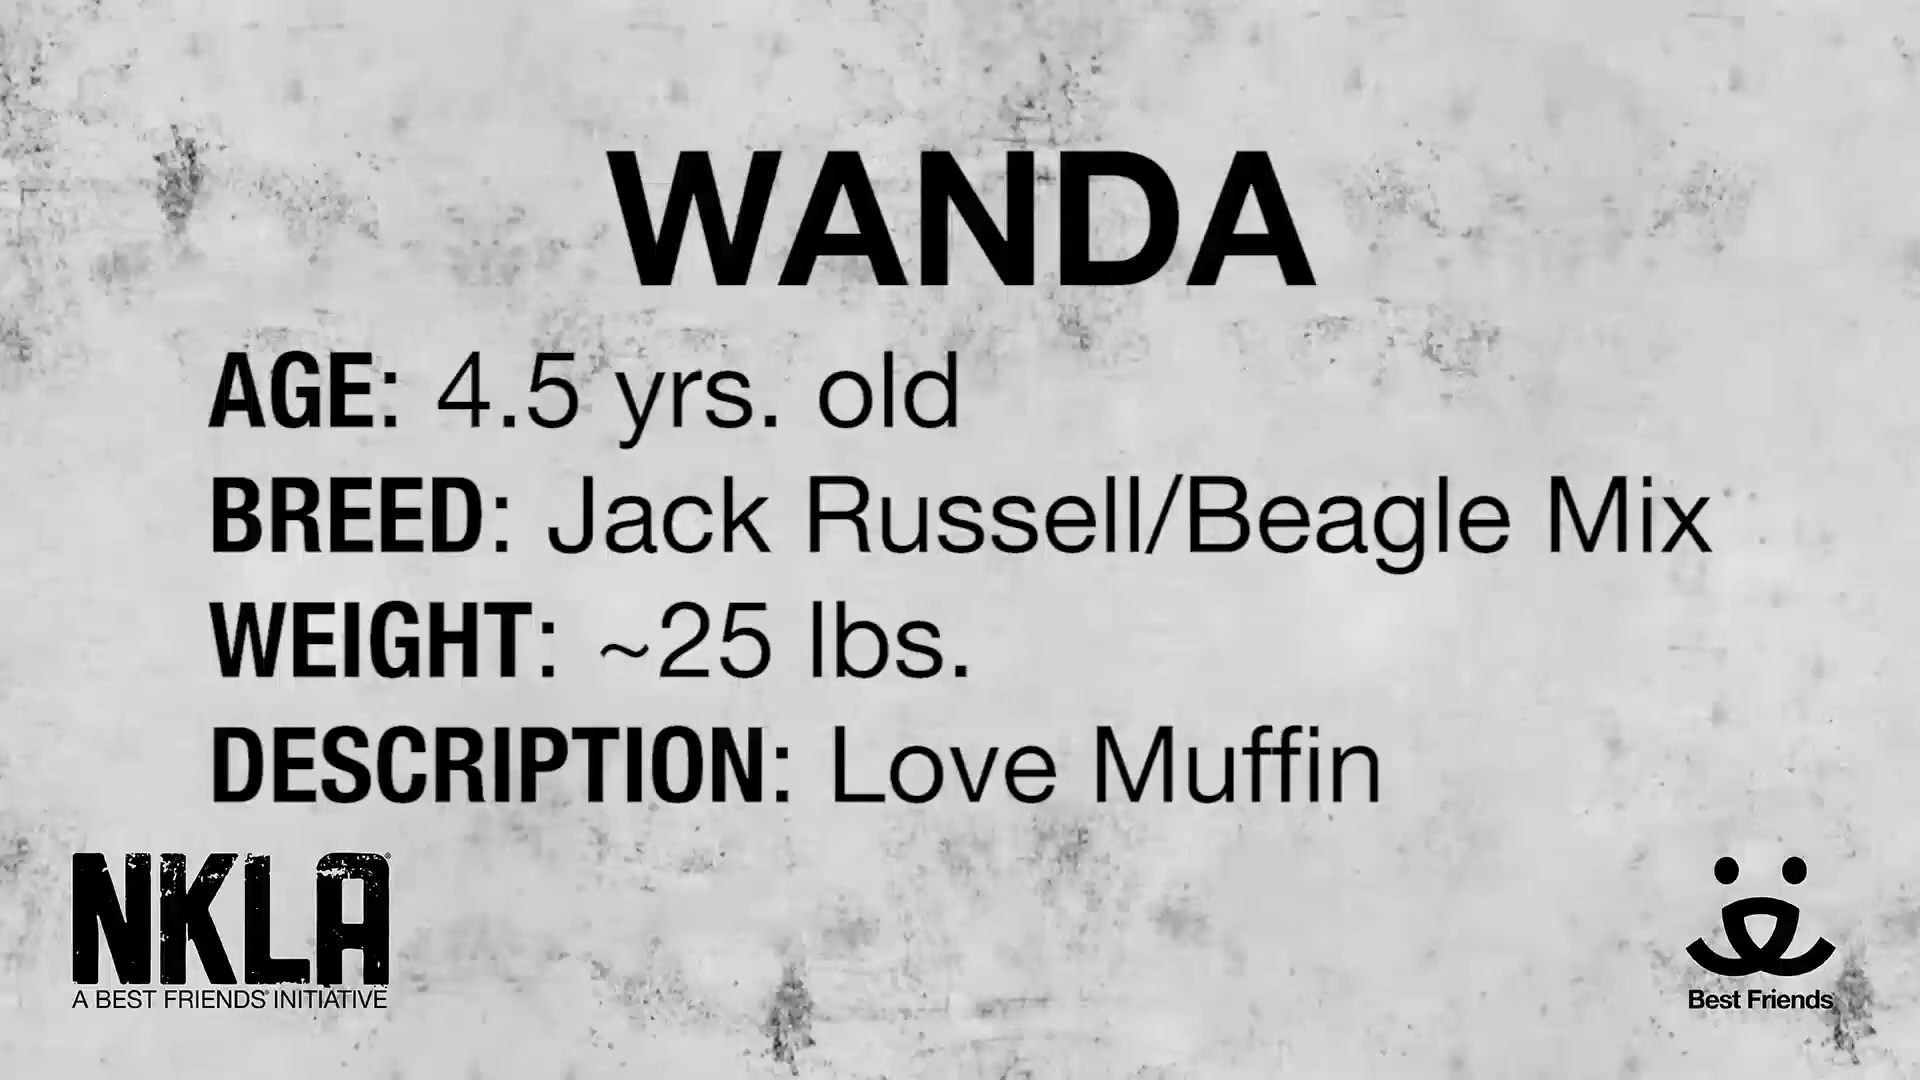 WANDA
AGE: 4.5 yrs. old
BREED: Jack Russell/Beagle Mix
WEIGHT: ~25 lbs.
DESCRIPTION: Love Muffin
NKLA®
A BEST FRIENDS® INITIATIVE
Best Friends